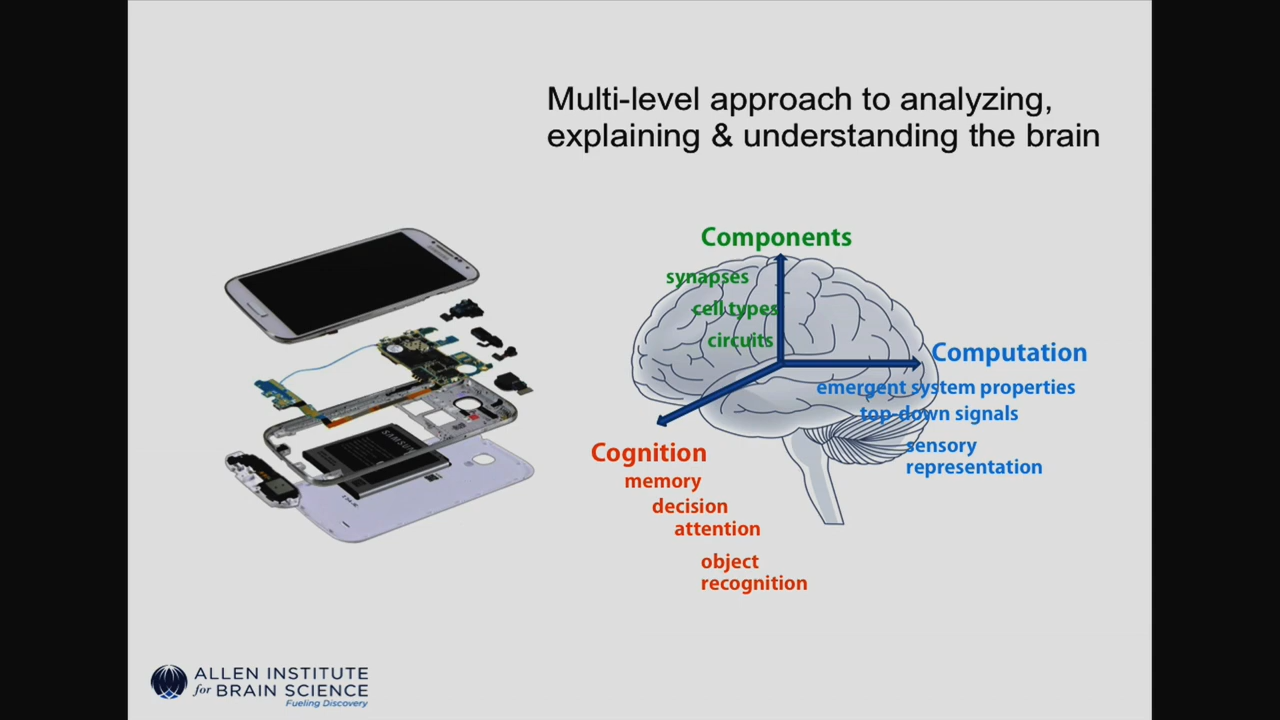 Multi-level approach to analyzing,
explaining & understanding the brain
Components
synapses
cell types
circuits
Computation
emergent system properties
top-down signals
sensory
representation
Cognition
memory
decision
attention
object
recognition
SAMSUNG
ALLEN INSTITUTE
for BRAIN SCIENCE
Fueling Discovery